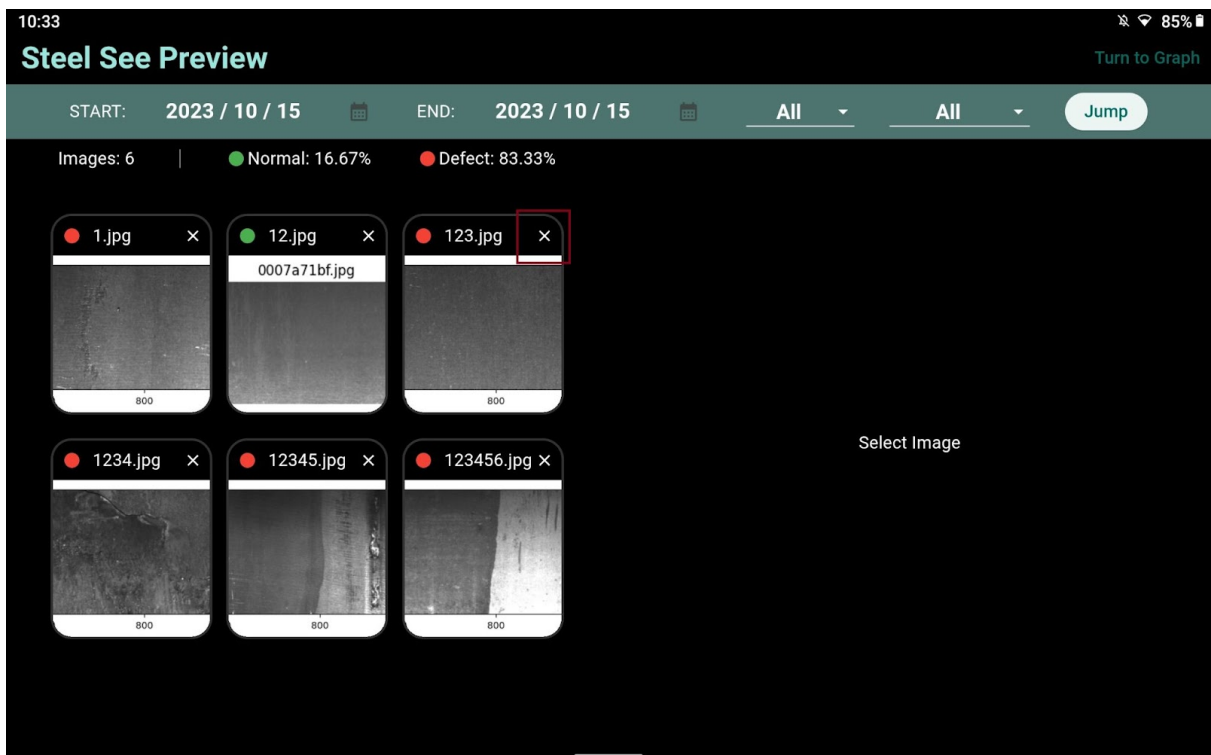 10:33
85%
Steel See Preview
Turn to Graph
START: 2023 / 10 / 15 END: 2023 / 10 / 15 All All Jump
Images: 6 | Normal: 16.67% Defect: 83.33%
1.jpg × 12.jpg × 123.jpg ×
0007a71bf.jpg
800 800
Select Image
1234.jpg × 12345.jpg × 123456.jpg ×
800 800 800